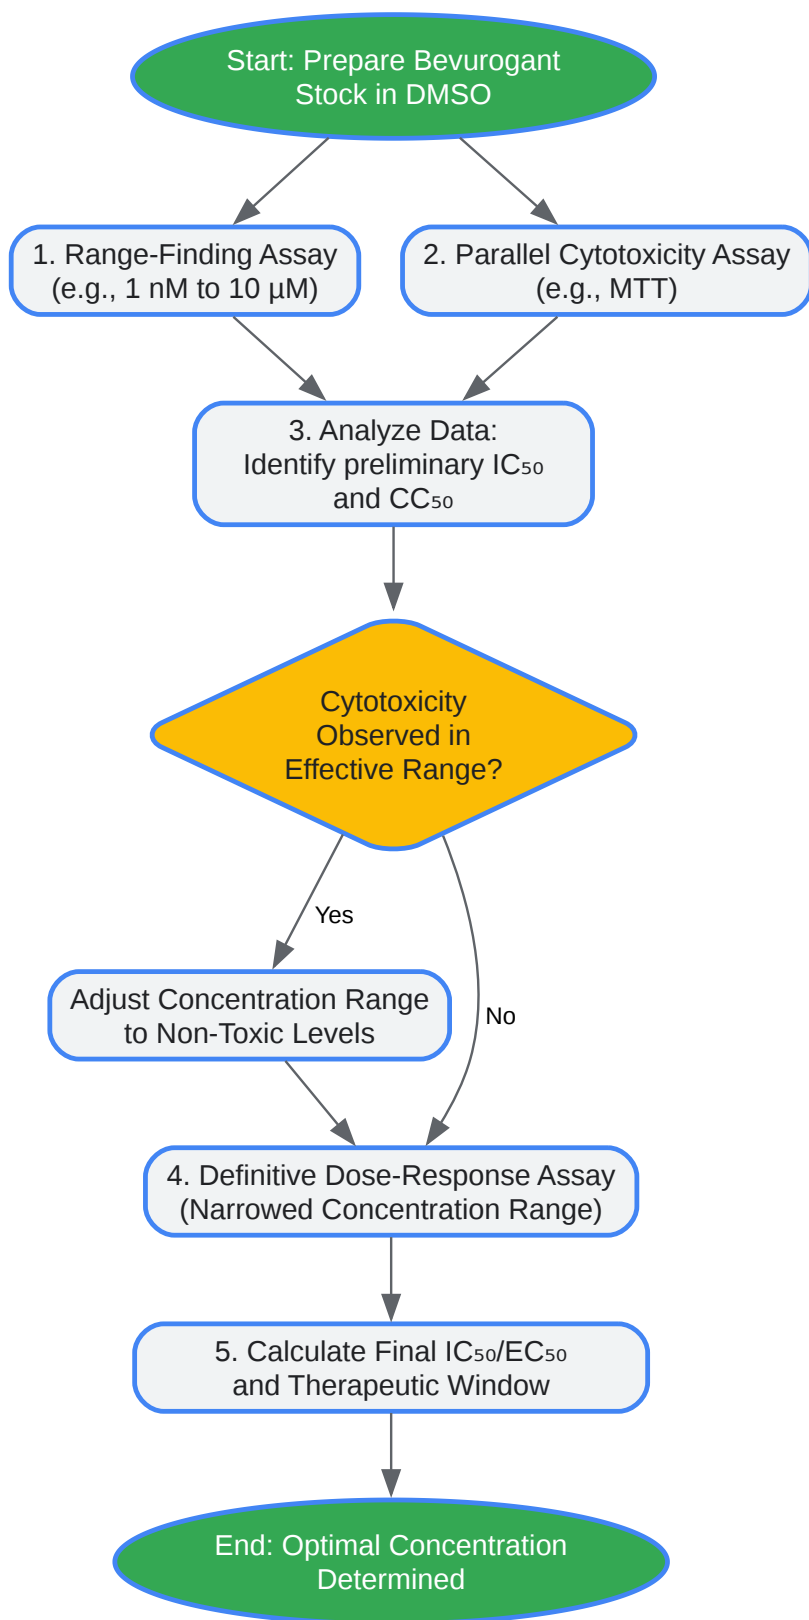 Start: Prepare Bevurogant
Stock in DMSO
1. Range-Finding Assay
(e.g., 1 nM to 10 µM)
2. Parallel Cytotoxicity Assay
(e.g., MTT)
3. Analyze Data:
Identify preliminary IC₅₀
and CC₅₀
Cytotoxicity
Observed in
Effective Range?
Yes
No
Adjust Concentration Range
to Non-Toxic Levels
4. Definitive Dose-Response Assay
(Narrowed Concentration Range)
5. Calculate Final IC₅₀/EC₅₀
and Therapeutic Window
End: Optimal Concentration
Determined